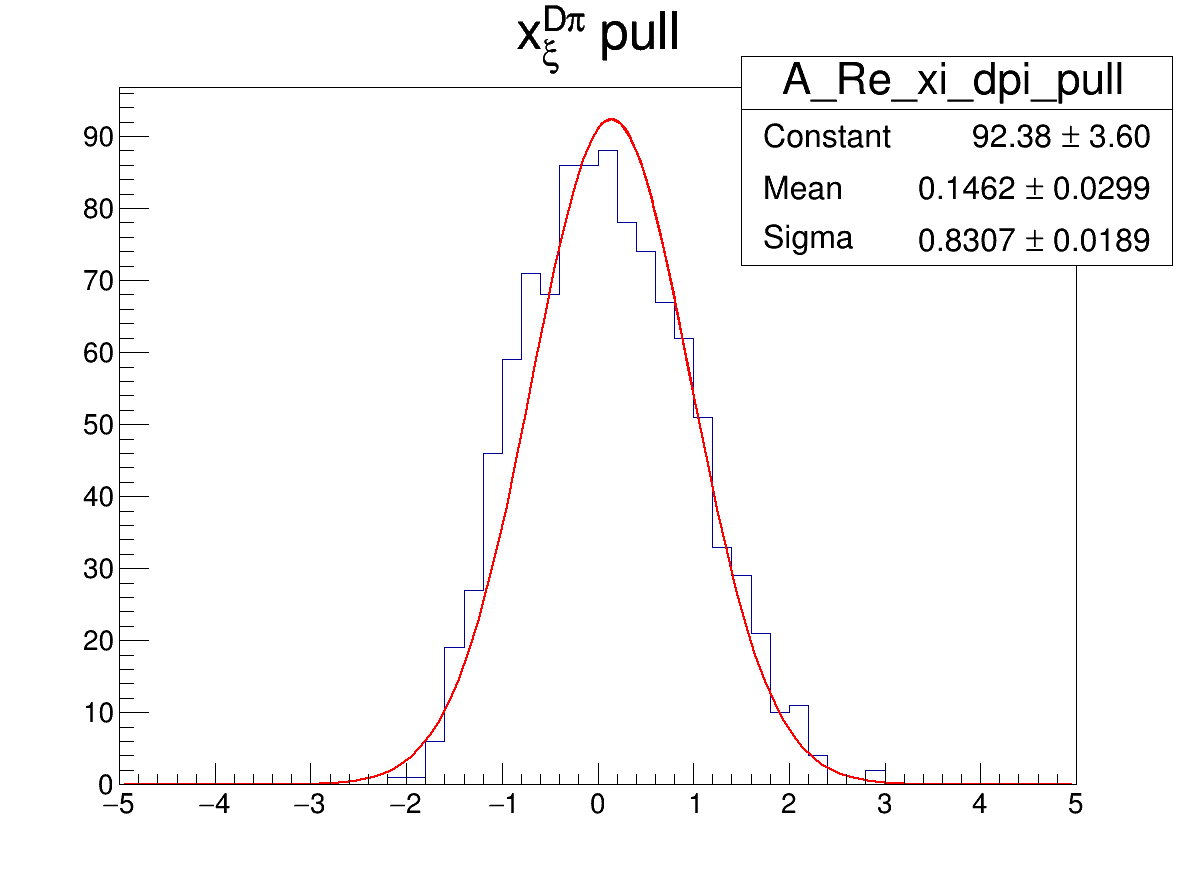 x_ξ^Dπ pull
A_Re_xi_dpi_pull
Constant 92.38 ± 3.60
Mean 0.1462 ± 0.0299
Sigma 0.8307 ± 0.0189
90
80
70
60
50
40
30
20
10
0
−5 −4 −3 −2 −1 0 1 2 3 4 5